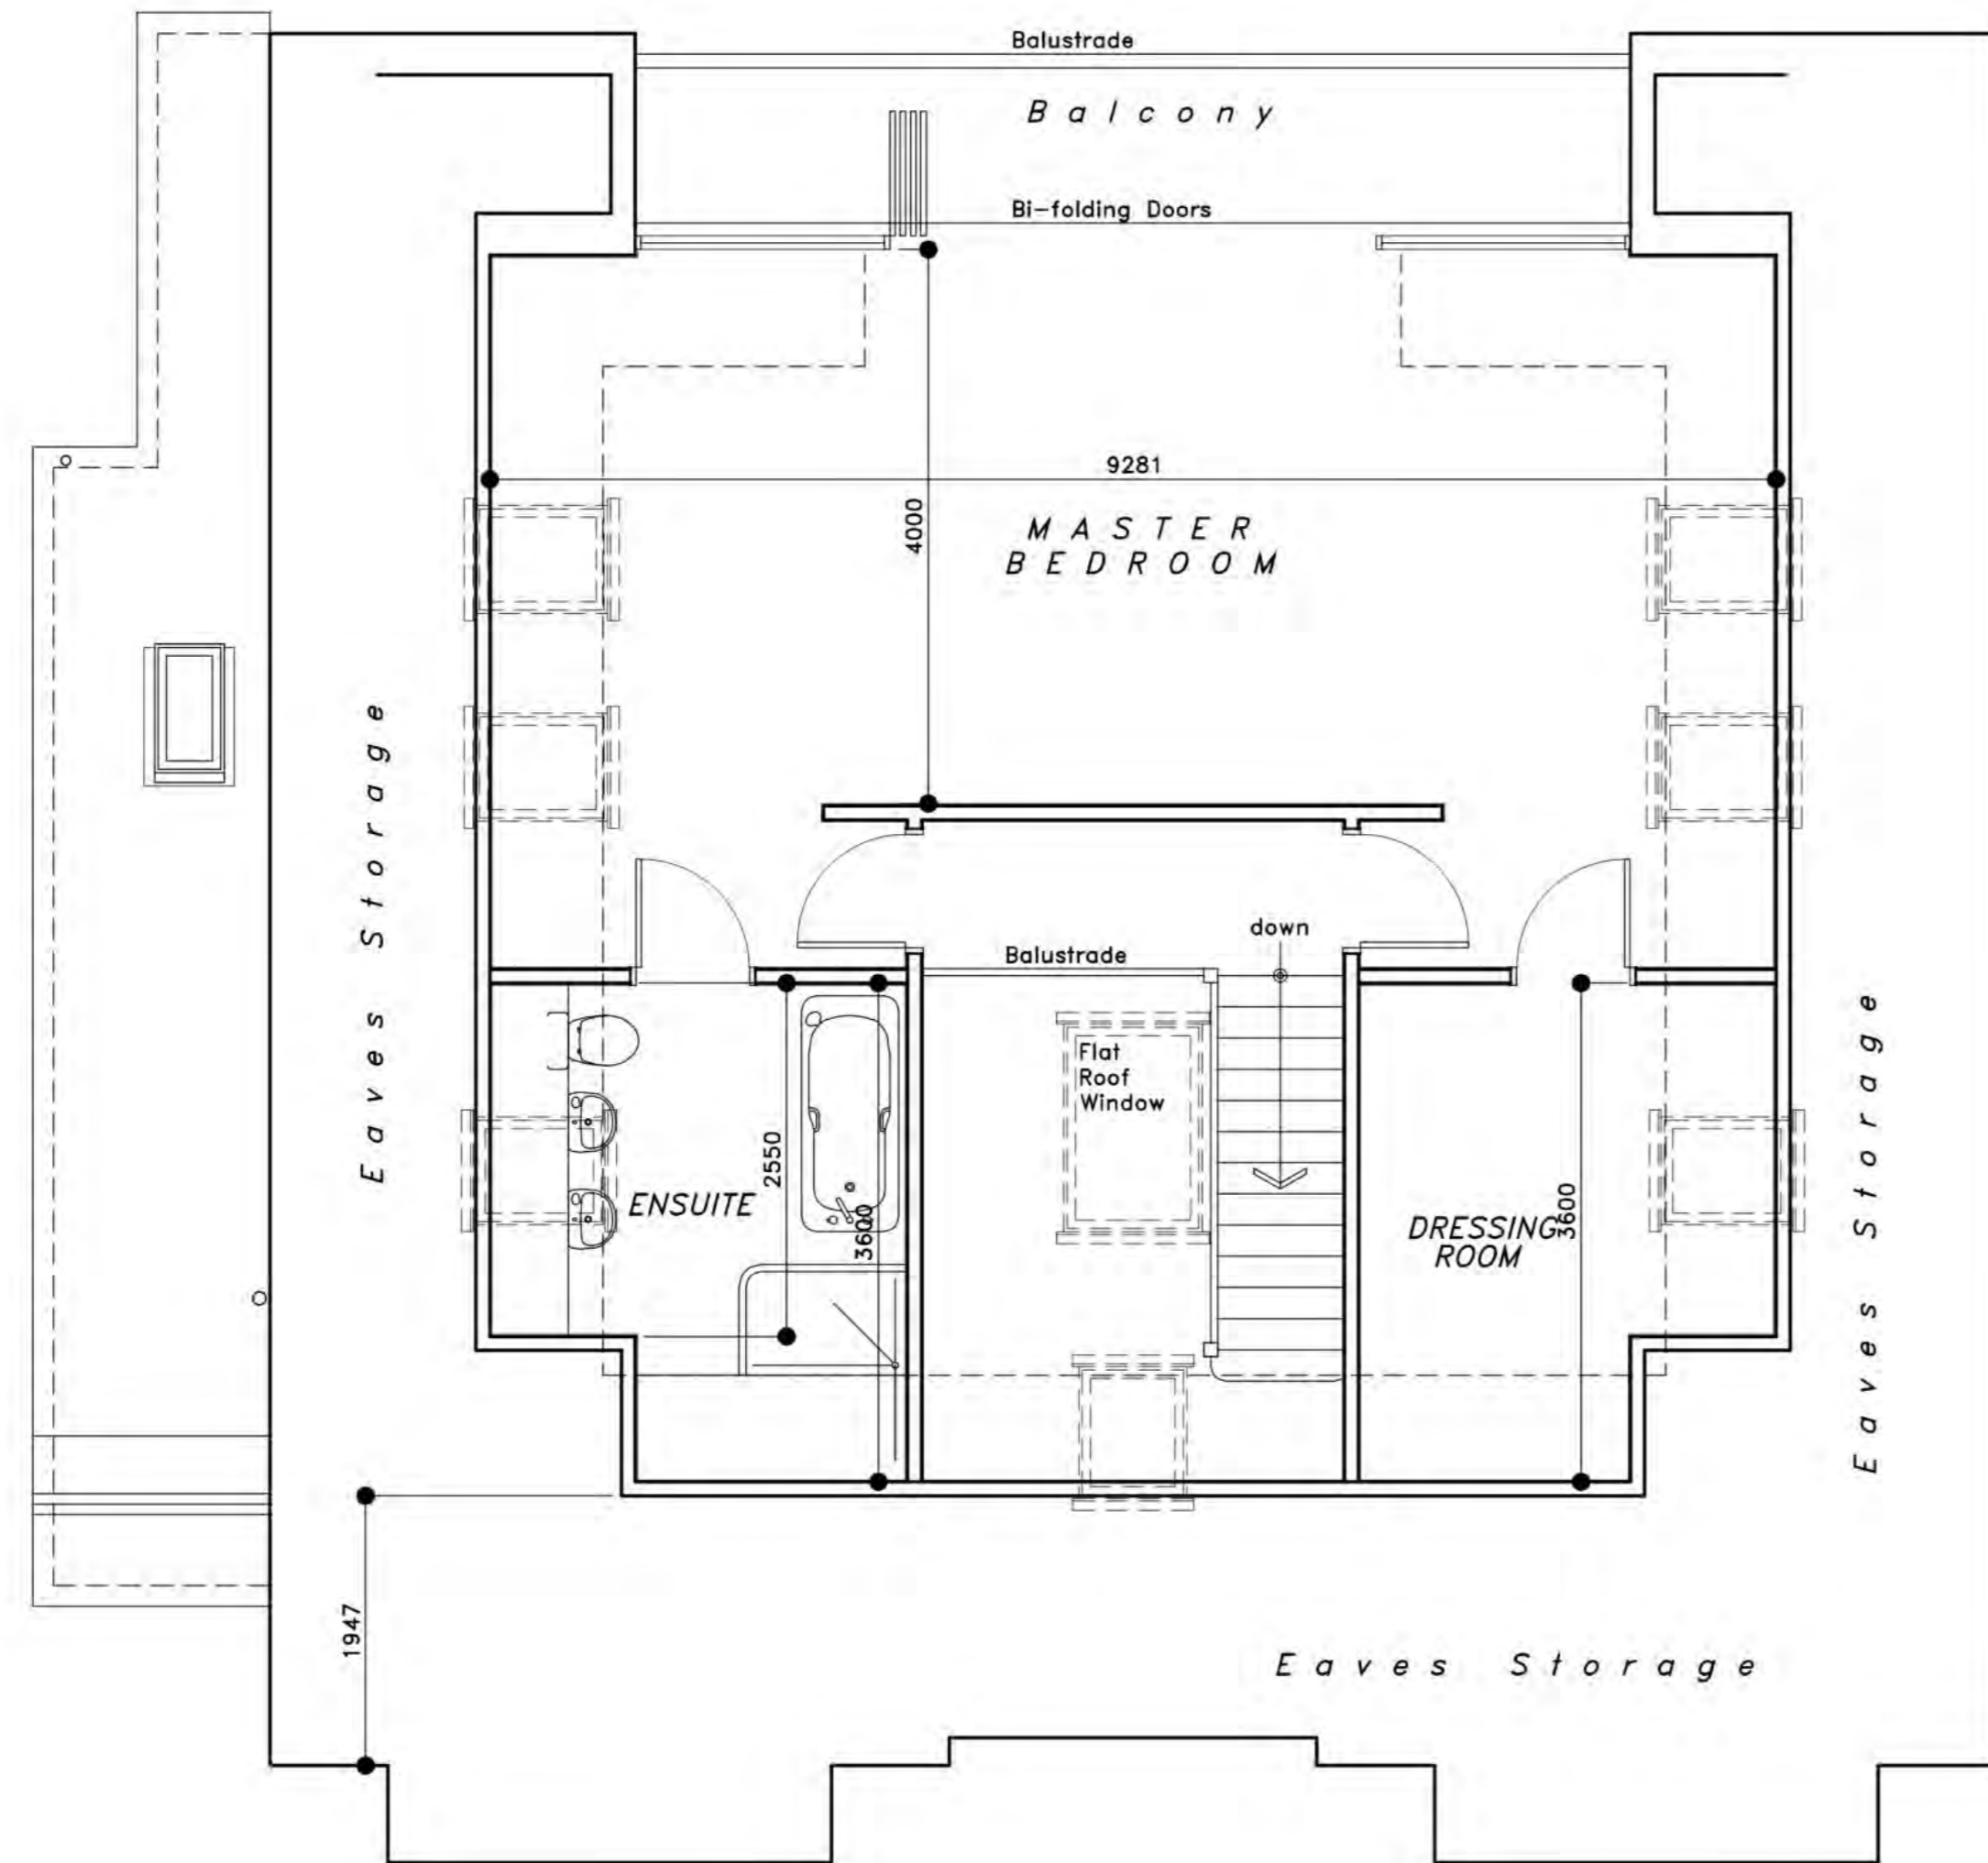 Balustrade
Balcony
Bi-folding Doors
9281
4000
MASTER
BEDROOM
Eaves Storage
down
Balustrade
Flat
Roof
Window
2550
3600
ENSUITE
DRESSING
ROOM
3600
Eaves Storage
1947
Eaves Storage